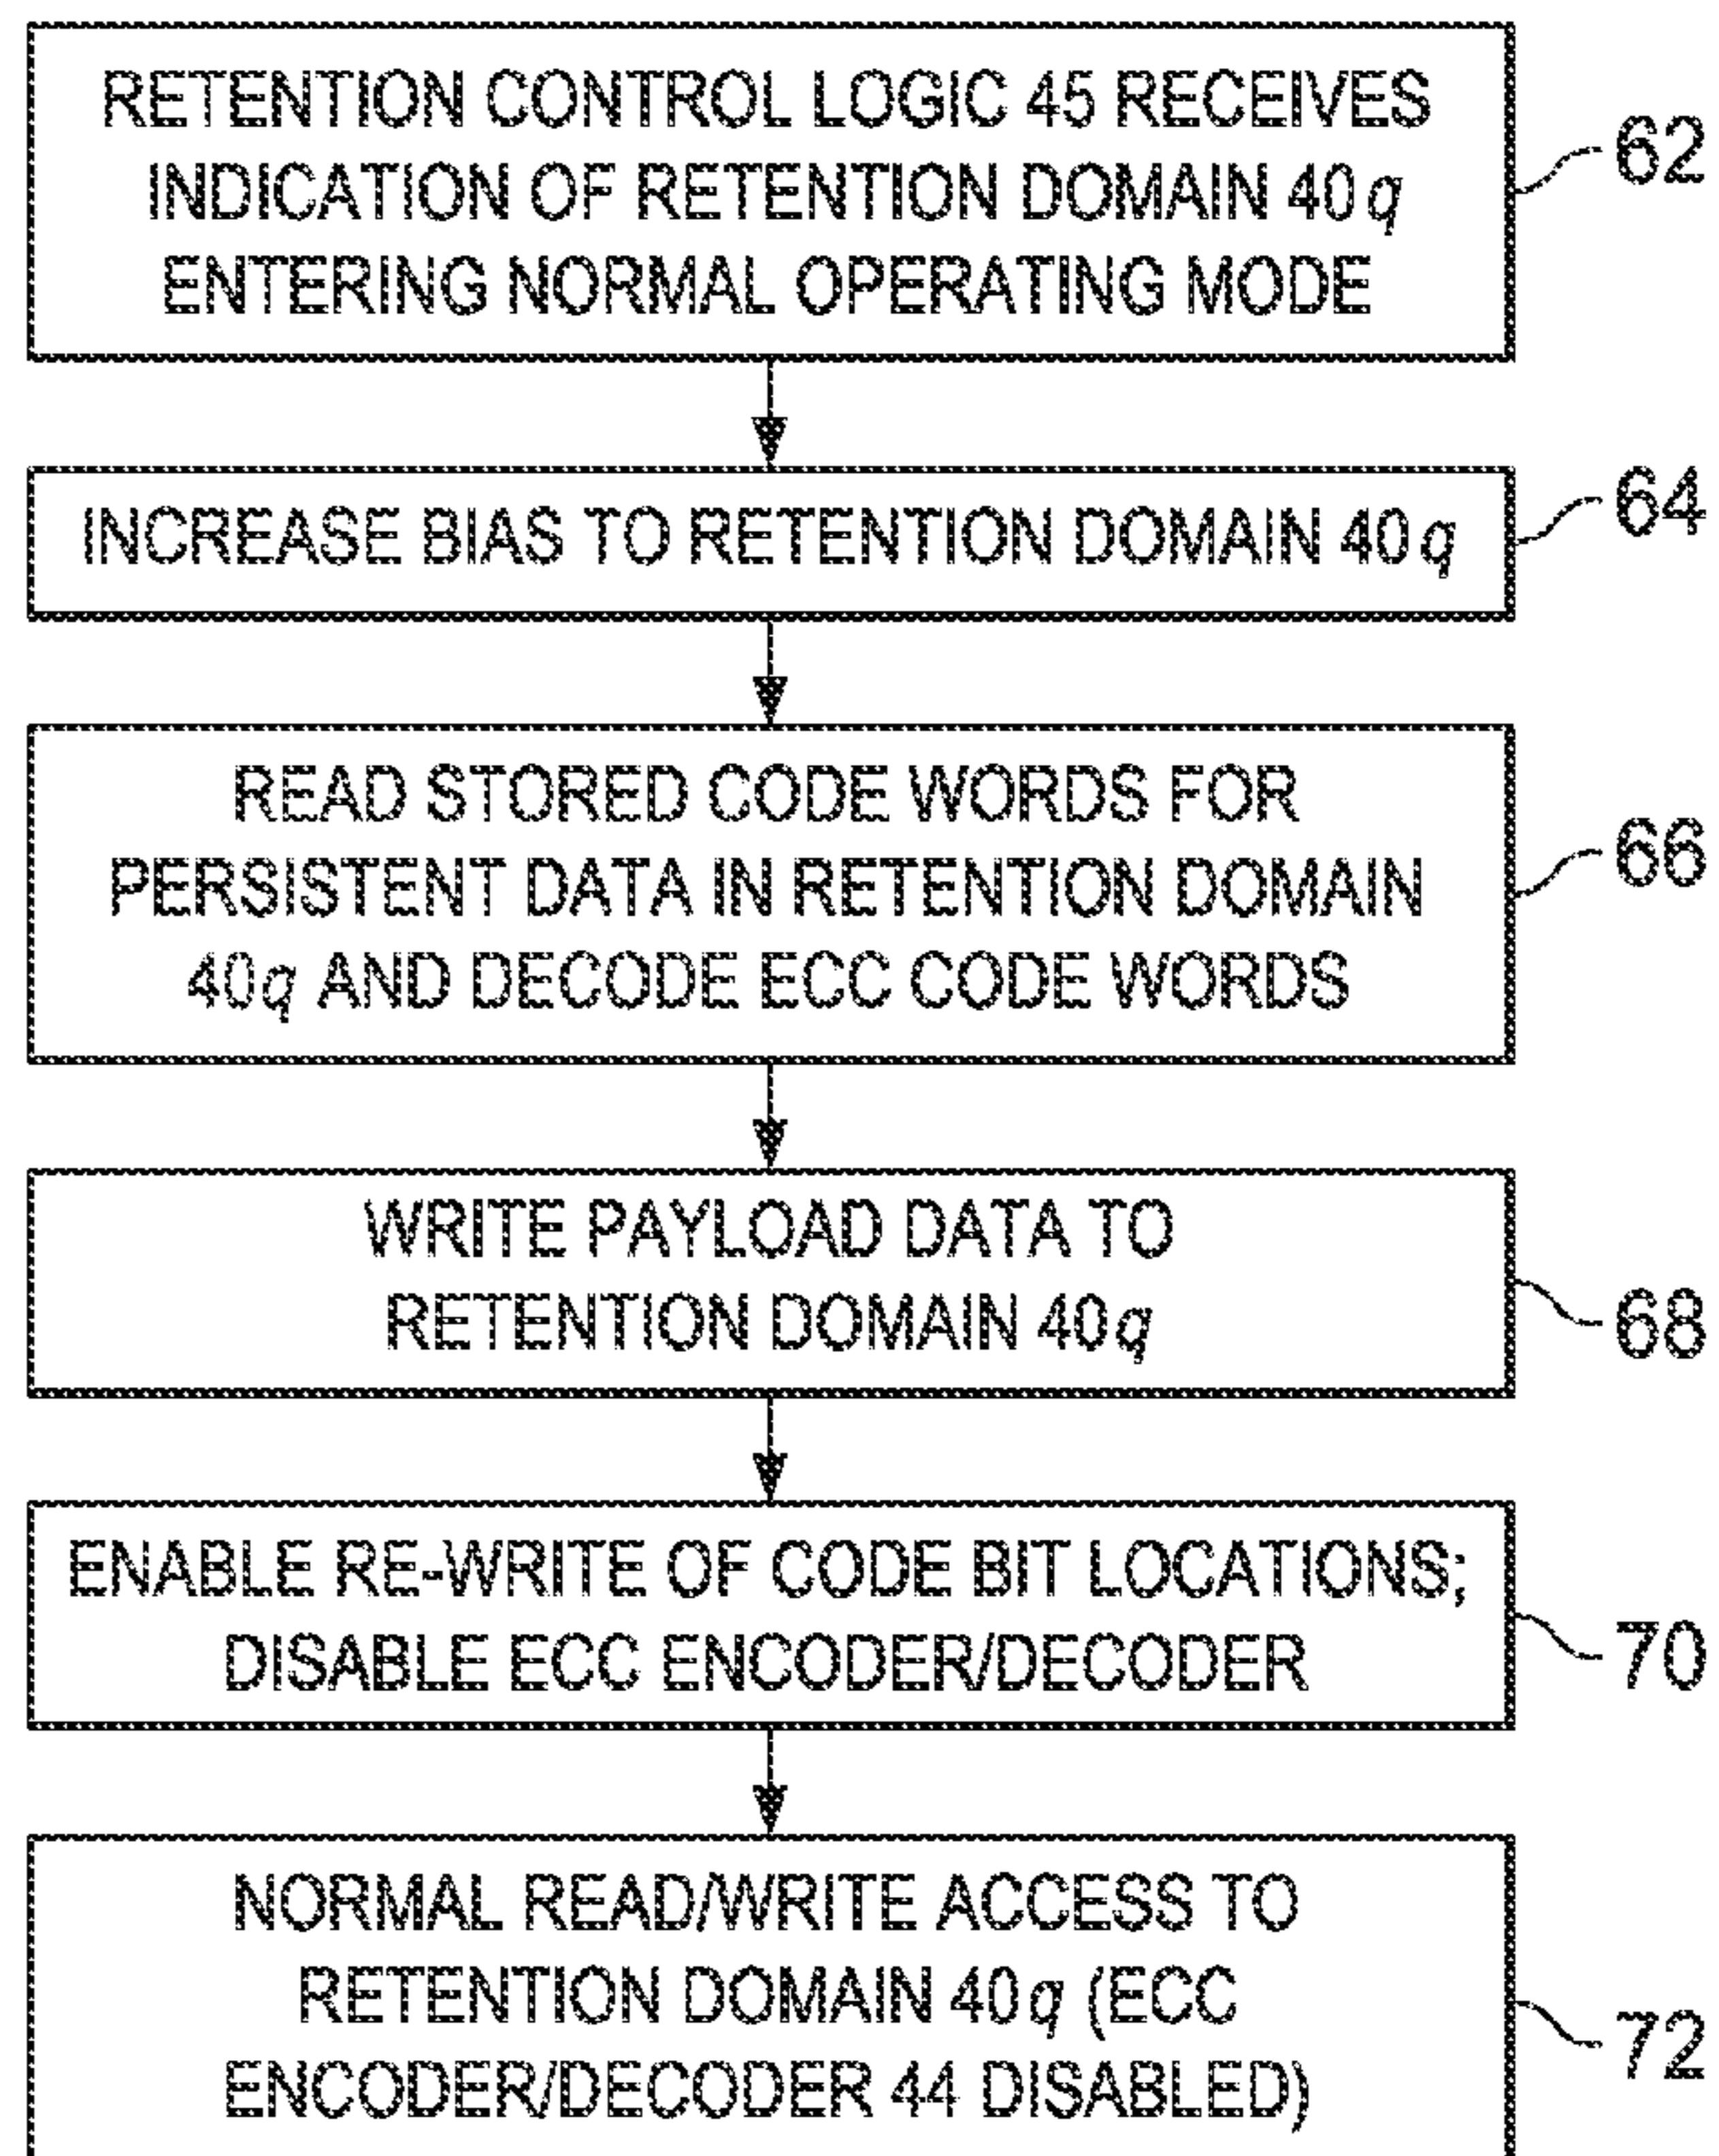 RETENTION CONTROL LOGIC 45 RECEIVES
INDICATION OF RETENTION DOMAIN 40q
ENTERING NORMAL OPERATING MODE
62
INCREASE BIAS TO RETENTION DOMAIN 40q
64
READ STORED CODE WORDS FOR
PERSISTENT DATA IN RETENTION DOMAIN
40q AND DECODE ECC CODE WORDS
66
WRITE PAYLOAD DATA TO
RETENTION DOMAIN 40q
68
ENABLE RE-WRITE OF CODE BIT LOCATIONS;
DISABLE ECC ENCODER/DECODER
70
NORMAL READ/WRITE ACCESS TO
RETENTION DOMAIN 40q (ECC
ENCODER/DECODER 44 DISABLED)
72